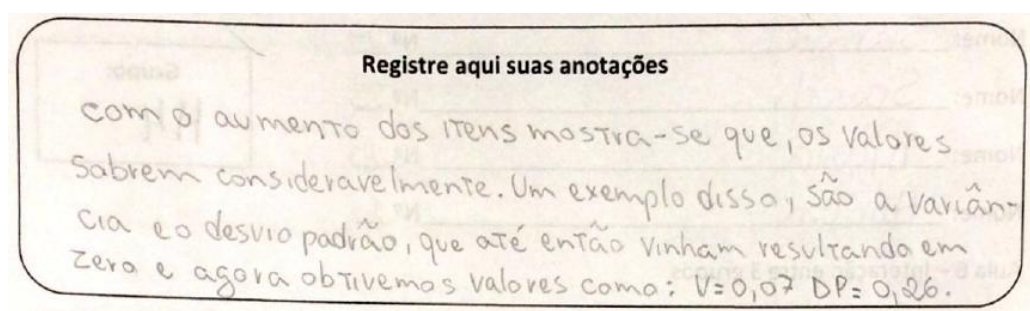 Registre aqui suas anotações
com o aumento dos itens mostra-se que, os valores
sobrem consideravelmente. Um exemplo disso, são a variân-
cia e o desvio padrão, que até então vinham resultando em
zero e agora obtivemos valores como: V=0,07 DP= 0,26.